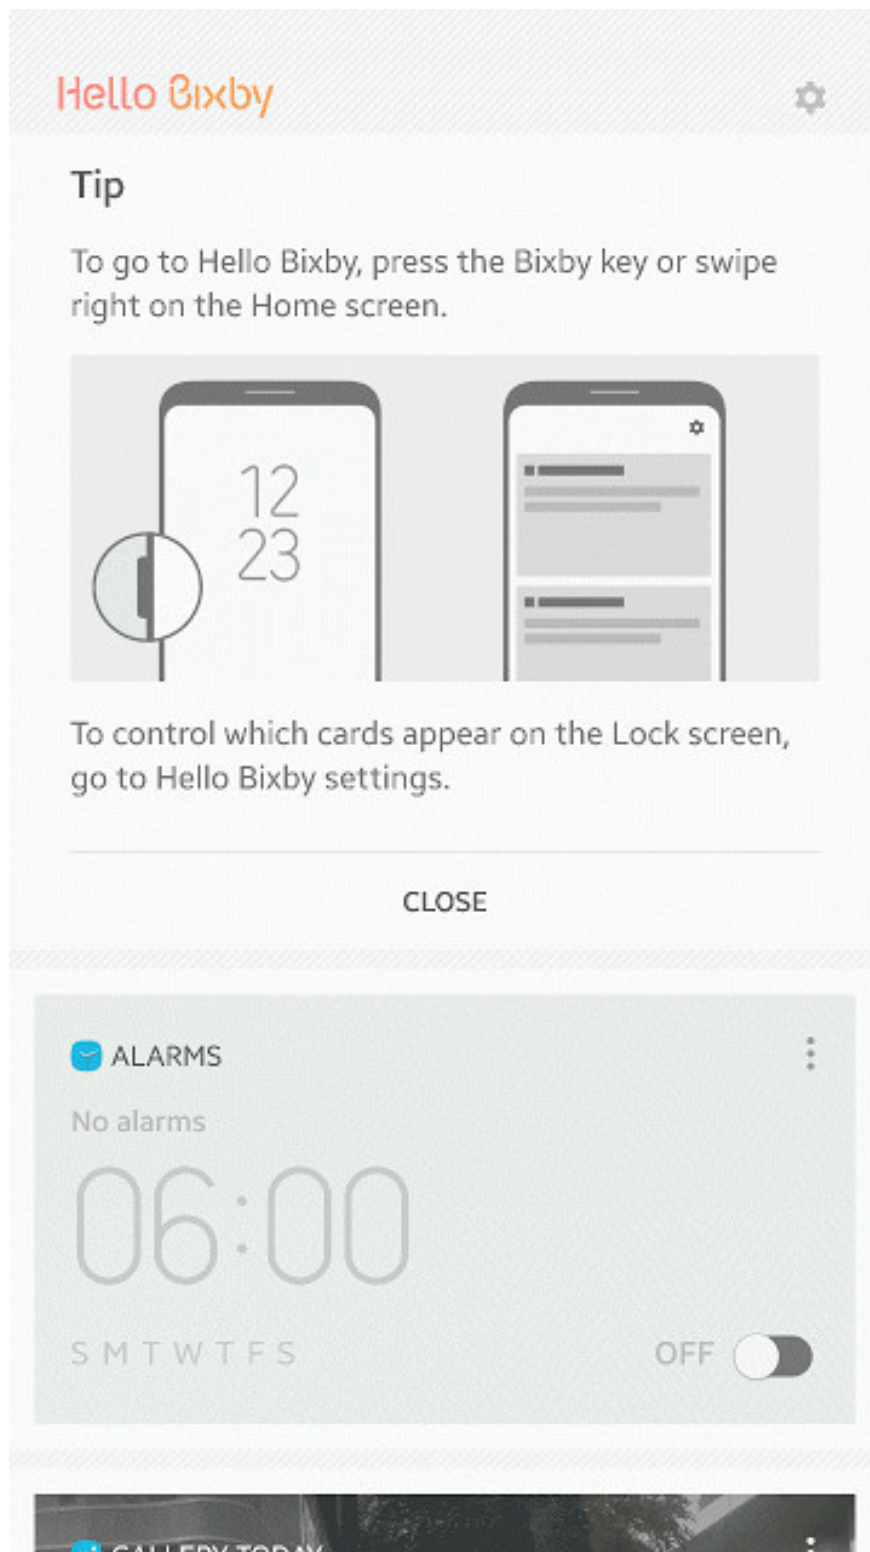 Hello Bixby
Tip
To go to Hello Bixby, press the Bixby key or swipe
right on the Home screen.
12
23
To control which cards appear on the Lock screen,
go to Hello Bixby settings.
CLOSE
ALARMS
No alarms
06:00
S M T W T F S
OFF
GALLERY TODAY